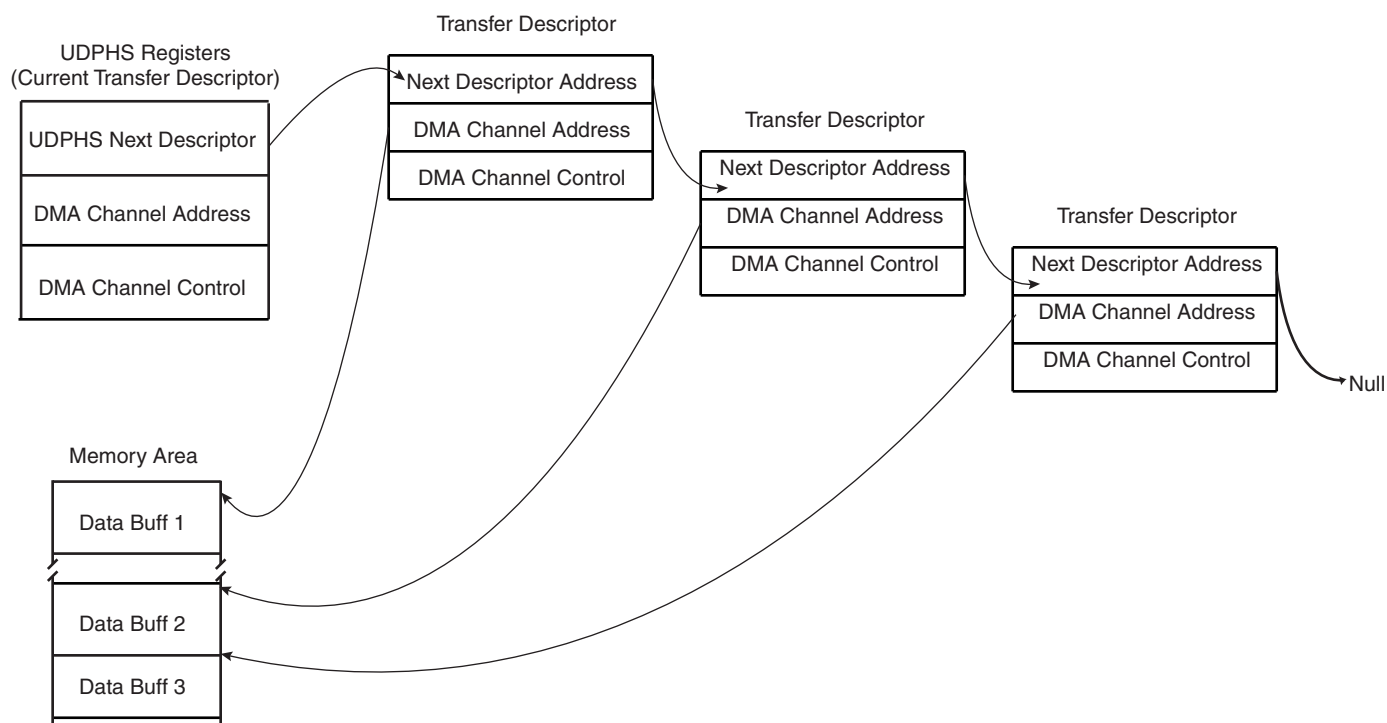 UDPHS Registers
(Current Transfer Descriptor)
UDPHS Next Descriptor
DMA Channel Address
DMA Channel Control
Transfer Descriptor
Next Descriptor Address
DMA Channel Address
DMA Channel Control
Transfer Descriptor
Next Descriptor Address
DMA Channel Address
DMA Channel Control
Transfer Descriptor
Next Descriptor Address
DMA Channel Address
DMA Channel Control
Null
Memory Area
Data Buff 1
Data Buff 2
Data Buff 3